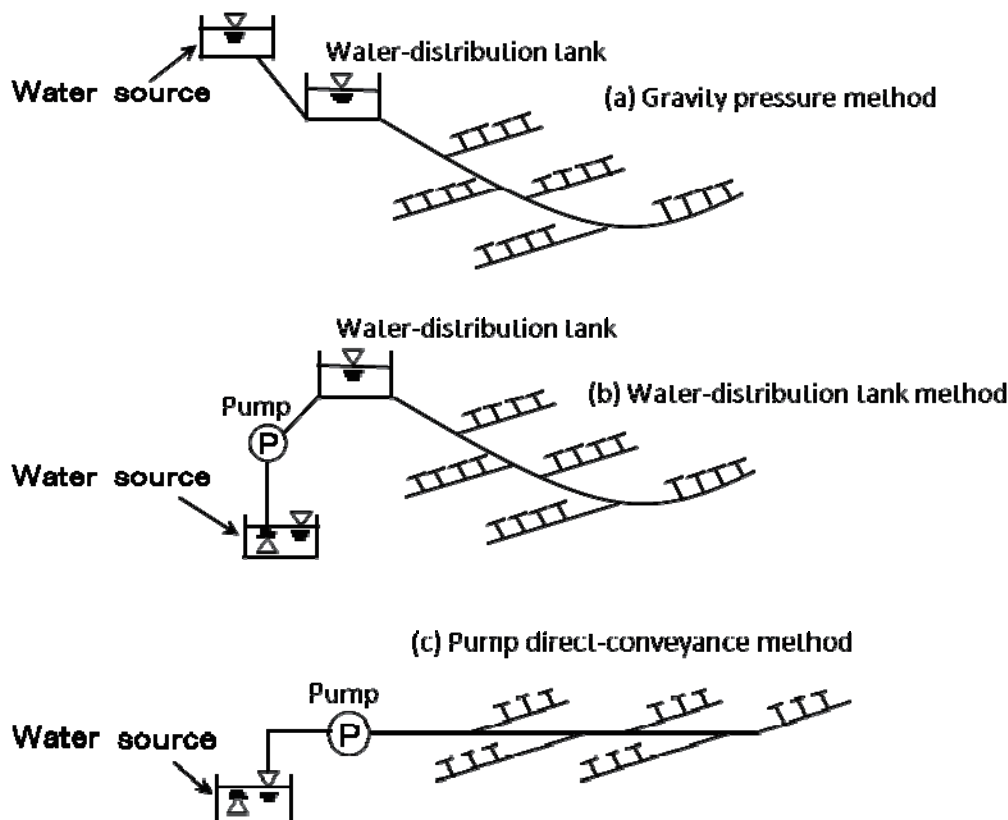 Water-distribution tank
Water source
(a) Gravity pressure method
Water-distribution tank
Pump
(b) Water-distribution tank method
P
Water source
(c) Pump direct-conveyance method
Pump
Water source
P